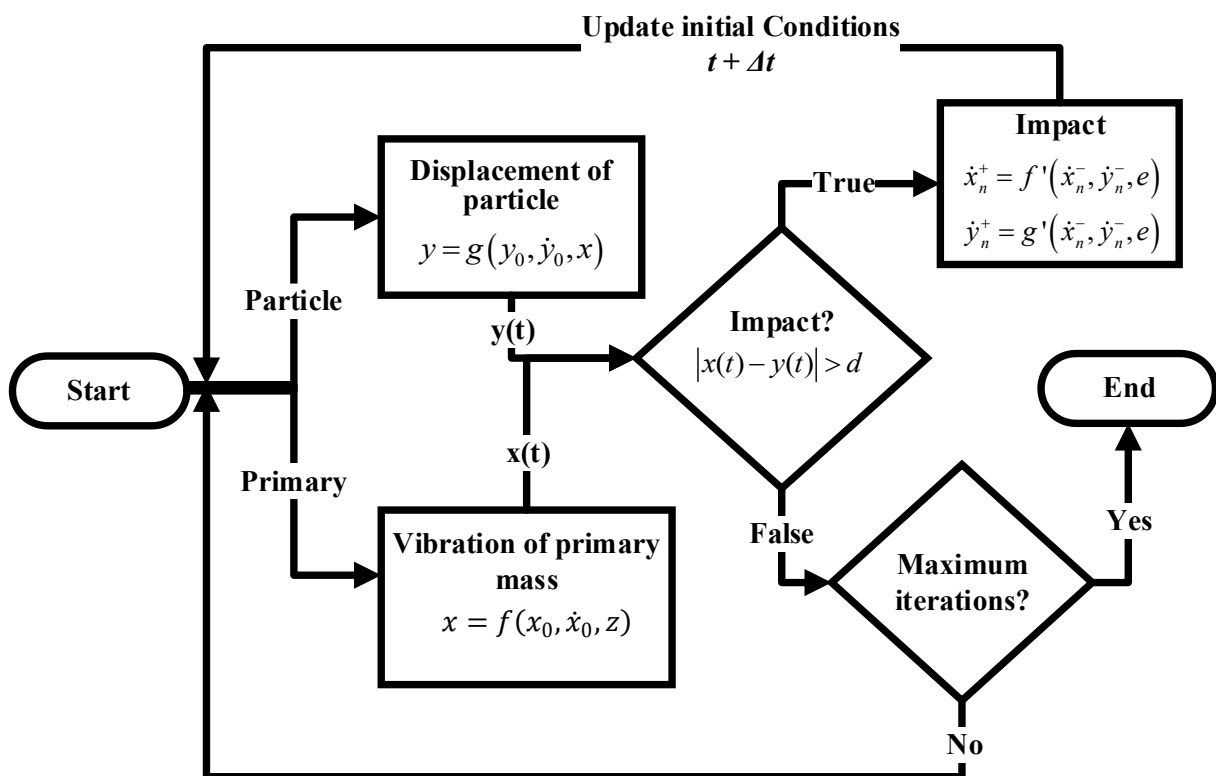 Update initial Conditions
t + Δt
Impact
ẋₙ⁺ = f '(ẋₙ⁻, ẏₙ⁻, e)
ẏₙ⁺ = g '(ẋₙ⁻, ẏₙ⁻, e)
True
Displacement of
particle
y = g(y₀, ẏ₀, x)
Particle
y(t)
Impact?
|x(t) − y(t)| > d
Start
End
x(t)
Primary
Vibration of primary
mass
x = f(x₀, ẋ₀, z)
False
Yes
Maximum
iterations?
No